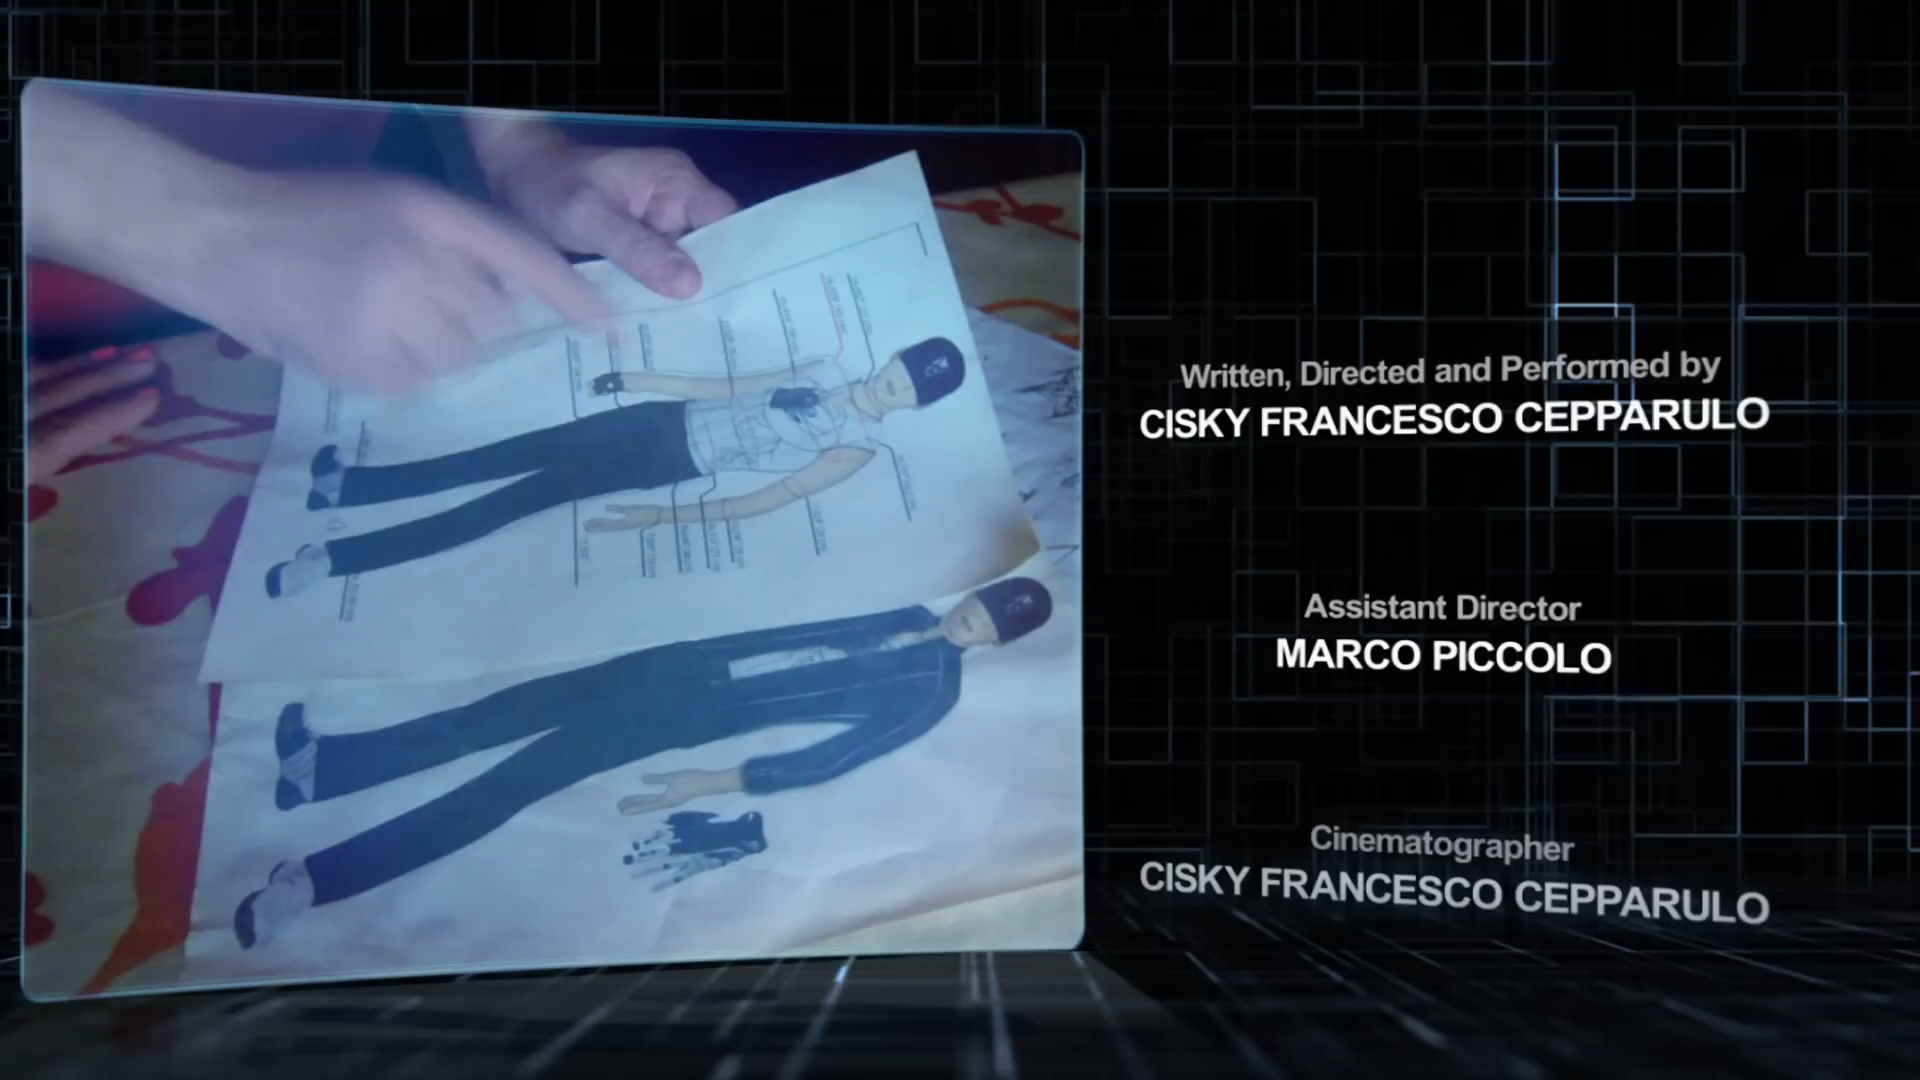 Written, Directed and Performed by
CISKY FRANCESCO CEPPARULO
Assistant Director
MARCO PICCOLO
Cinematographer
CISKY FRANCESCO CEPPARULO